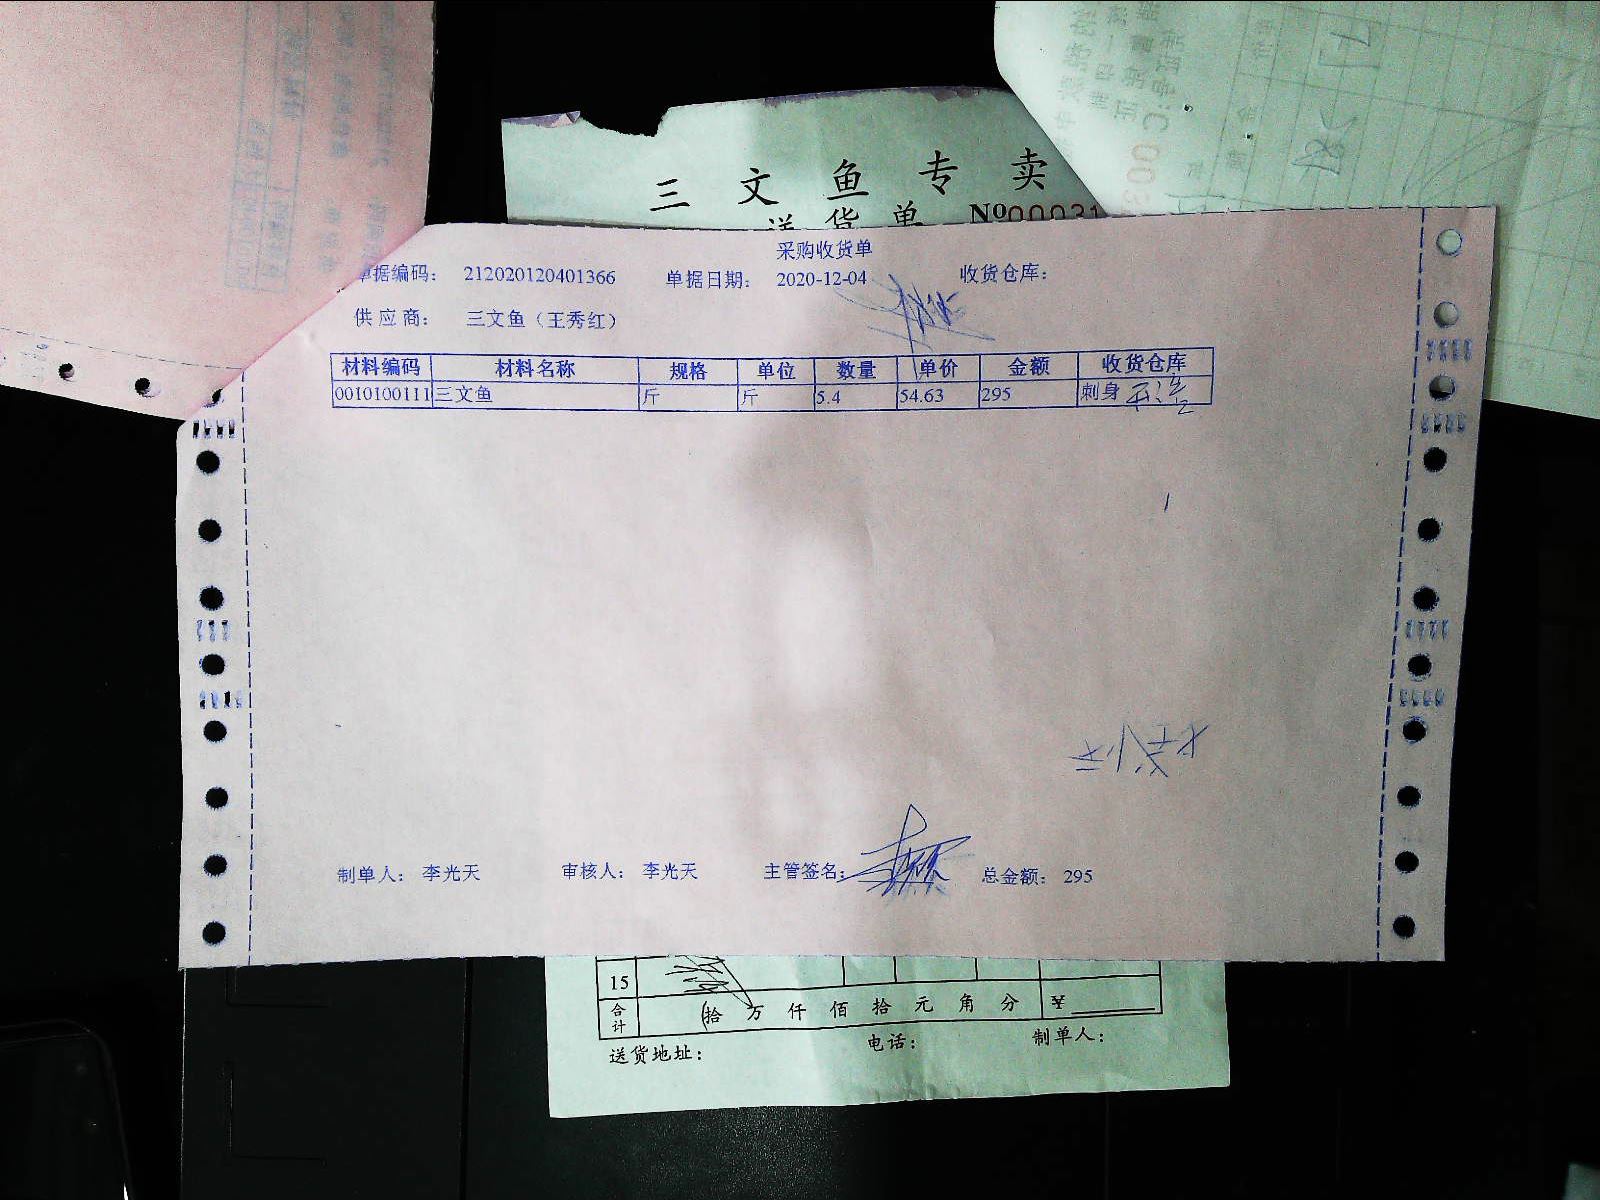 三文鱼专卖
送货单 №00031
采购收货单
单据编码： 212020120401366 单据日期： 2020-12-04 收货仓库：
供应商： 三文鱼（王秀红）
材料编码 材料名称 规格 单位 数量 单价 金额 收货仓库
0010100111 三文鱼 斤 斤 5.4 54.63 295 刺身
制单人： 李光天 审核人： 李光天 主管签名： 总金额： 295
15
合计 拾 万 仟 佰 拾 元 角 分 ¥
送货地址： 电话： 制单人：